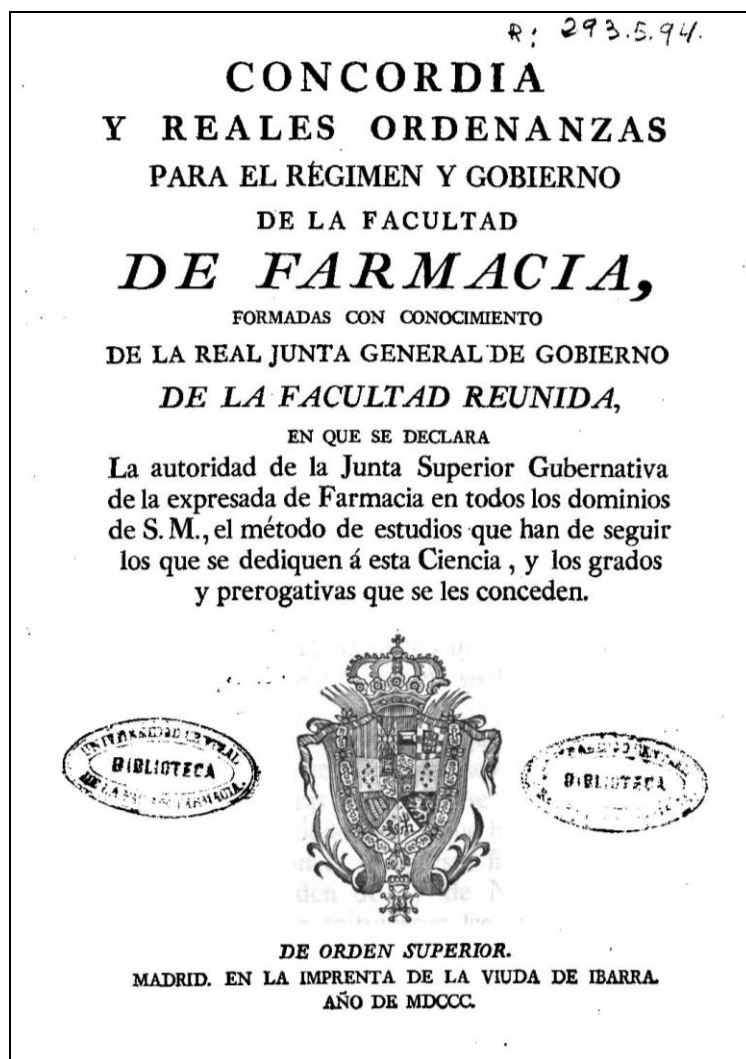 R: 293.5.94.
CONCORDIA
Y REALES ORDENANZAS
PARA EL RÉGIMEN Y GOBIERNO
DE LA FACULTAD
DE FARMACIA,
FORMADAS CON CONOCIMIENTO
DE LA REAL JUNTA GENERAL DE GOBIERNO
DE LA FACULTAD REUNIDA,
EN QUE SE DECLARA
La autoridad de la Junta Superior Gubernativa
de la expresada de Farmacia en todos los dominios
de S. M., el método de estudios que han de seguir
los que se dediquen á esta Ciencia, y los grados
y prerogativas que se les conceden.
UNIVERSIDAD CENTRAL
BIBLIOTECA
FARMACIA.
BIBLIOTECA
DE ORDEN SUPERIOR.
MADRID. EN LA IMPRENTA DE LA VIUDA DE IBARRA.
AÑO DE MDCCC.